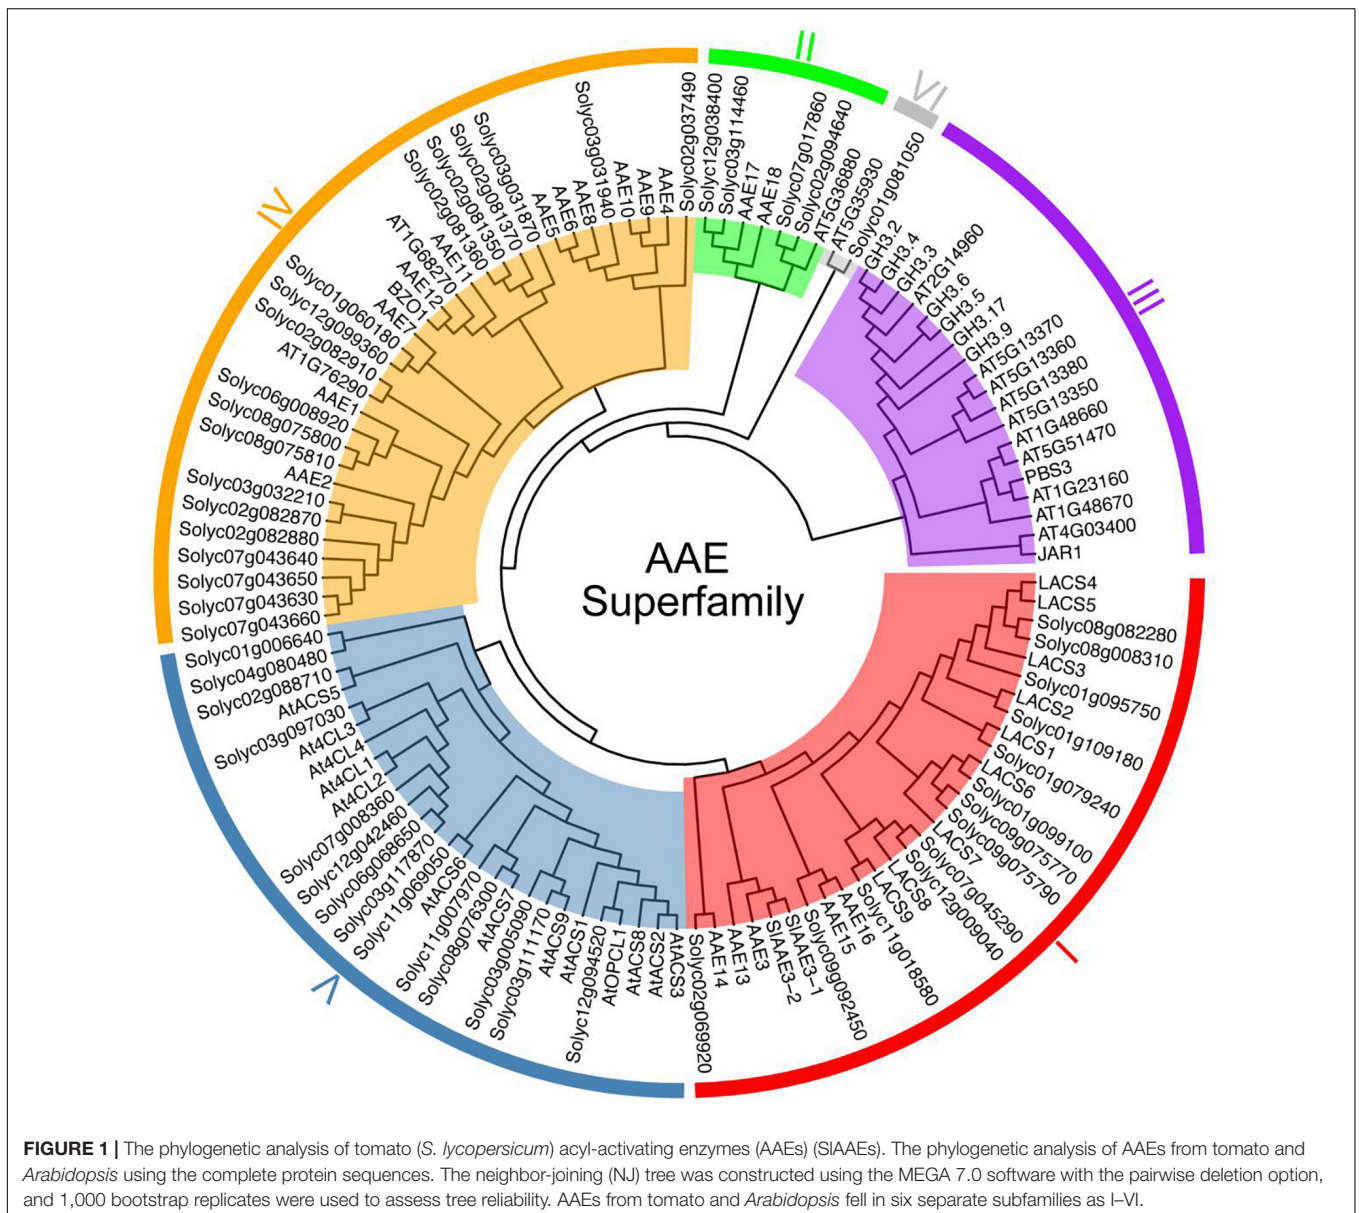 II
VI
III
I
V
IV
Solyc12g038400
Solyc03g114460
AAE17
AAE18
Solyc07g017860
Solyc02g094640
AT5G36880
AT5G35930
Solyc01g081050
GH3.2
GH3.4
GH3.3
AT2G14960
GH3.6
GH3.5
GH3.17
GH3.9
AT5G13370
AT5G13360
AT5G13380
AT5G13350
AT1G48660
AT5G51470
PBS3
AT1G23160
AT1G48670
AT4G03400
JAR1
LACS4
LACS5
Solyc08g082280
Solyc08g008310
LACS3
Solyc01g095750
LACS2
Solyc01g109180
LACS1
Solyc01g079240
LACS6
Solyc01g099100
Solyc09g075770
Solyc09g075790
LACS7
Solyc07g045290
Solyc12g009040
LACS8
LACS9
Solyc11g018580
AAE16
AAE15
Solyc09g092450
SlAAE3–1
SlAAE3–2
AAE3
AAE13
AAE14
Solyc02g069920
AtACS3
AtACS2
AtACS8
AtOPCL1
Solyc12g094520
AtACS1
AtACS9
Solyc03g111170
Solyc03g005090
AtACS7
Solyc08g076300
Solyc11g007970
AtACS6
Solyc11g069050
Solyc03g117870
Solyc06g068650
Solyc12g042460
Solyc07g008360
At4CL2
At4CL1
At4CL4
At4CL3
Solyc03g097030
AtACS5
Solyc02g088710
Solyc04g080480
Solyc01g006640
Solyc07g043660
Solyc07g043630
Solyc07g043650
Solyc07g043640
Solyc02g082880
Solyc02g082870
Solyc03g032210
AAE2
Solyc08g075810
Solyc08g075800
Solyc06g008920
AAE1
AT1G76290
Solyc02g082910
Solyc12g099360
Solyc01g060180
AAE7
BZO1
AAE12
AT1G68270
AAE11
Solyc02g081360
Solyc02g081350
Solyc02g081370
Solyc03g031870
AAE5
AAE6
AAE8
Solyc03g031940
AAE10
AAE9
AAE4
Solyc02g037490
AAE
Superfamily
FIGURE 1 | The phylogenetic analysis of tomato (S. lycopersicum) acyl-activating enzymes (AAEs) (SlAAEs). The phylogenetic analysis of AAEs from tomato and
Arabidopsis using the complete protein sequences. The neighbor-joining (NJ) tree was constructed using the MEGA 7.0 software with the pairwise deletion option,
and 1,000 bootstrap replicates were used to assess tree reliability. AAEs from tomato and Arabidopsis fell in six separate subfamilies as I–VI.